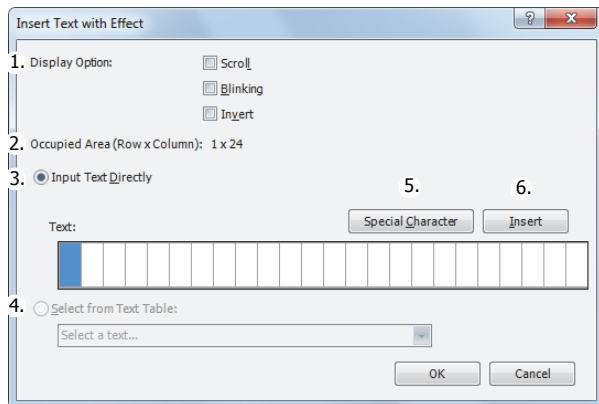 Insert Text with Effect
?
1. Display Option: Scroll
Blinking
Invert
2. Occupied Area (Row x Column): 1 x 24
3. Input Text Directly
5. 6.
Text: Special Character Insert
4. Select from Text Table:
Select a text...
OK Cancel